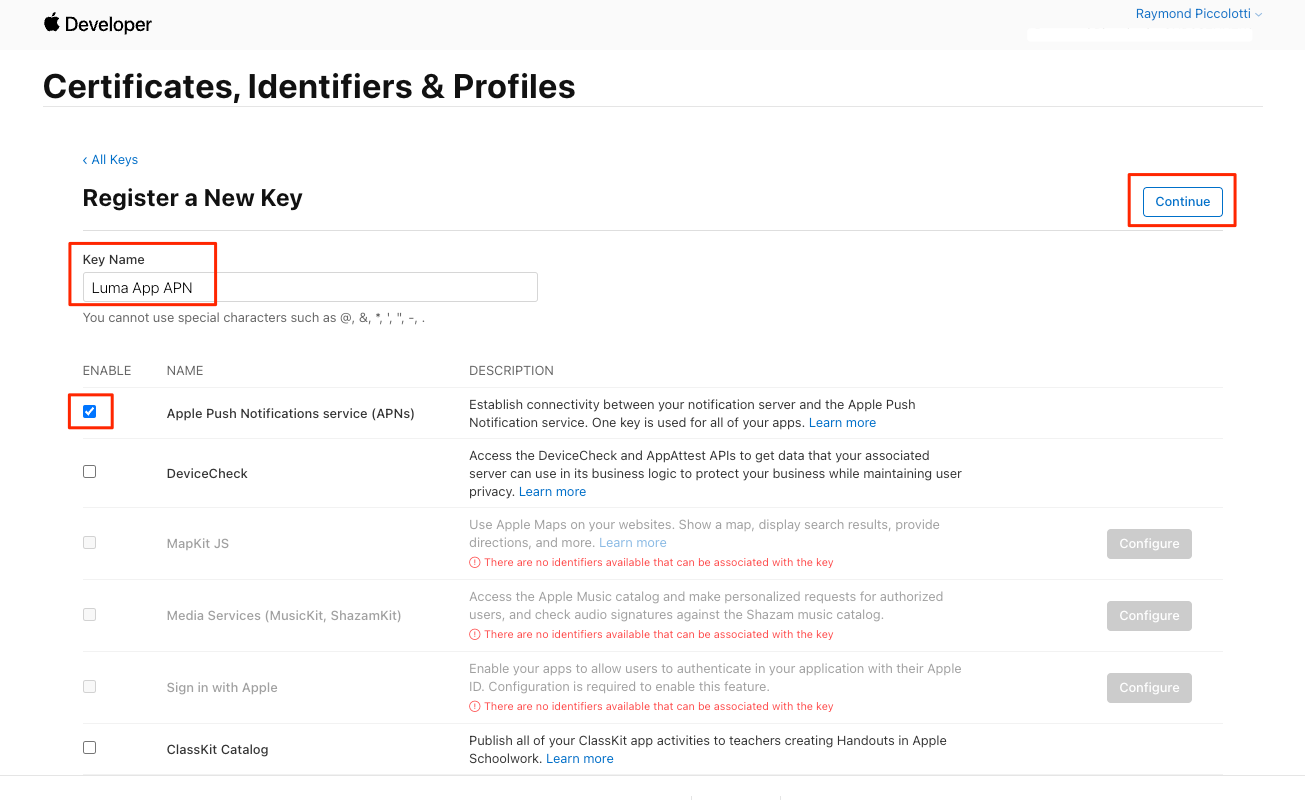 Developer
Raymond Piccolotti
Certificates, Identifiers & Profiles
‹ All Keys
Register a New Key
Continue
Key Name
Luma App APN
You cannot use special characters such as @, &, *, ', ", -, .
ENABLE NAME DESCRIPTION
Apple Push Notifications service (APNs)
Establish connectivity between your notification server and the Apple Push
Notification service. One key is used for all of your apps. Learn more
DeviceCheck
Access the DeviceCheck and AppAttest APIs to get data that your associated
server can use in its business logic to protect your business while maintaining user
privacy. Learn more
MapKit JS
Use Apple Maps on your websites. Show a map, display search results, provide
directions, and more. Learn more
There are no identifiers available that can be associated with the key
Configure
Media Services (MusicKit, ShazamKit)
Access the Apple Music catalog and make personalized requests for authorized
users, and check audio signatures against the Shazam music catalog.
There are no identifiers available that can be associated with the key
Configure
Sign in with Apple
Enable your apps to allow users to authenticate in your application with their Apple
ID. Configuration is required to enable this feature.
There are no identifiers available that can be associated with the key
Configure
ClassKit Catalog
Publish all of your ClassKit app activities to teachers creating Handouts in Apple
Schoolwork. Learn more